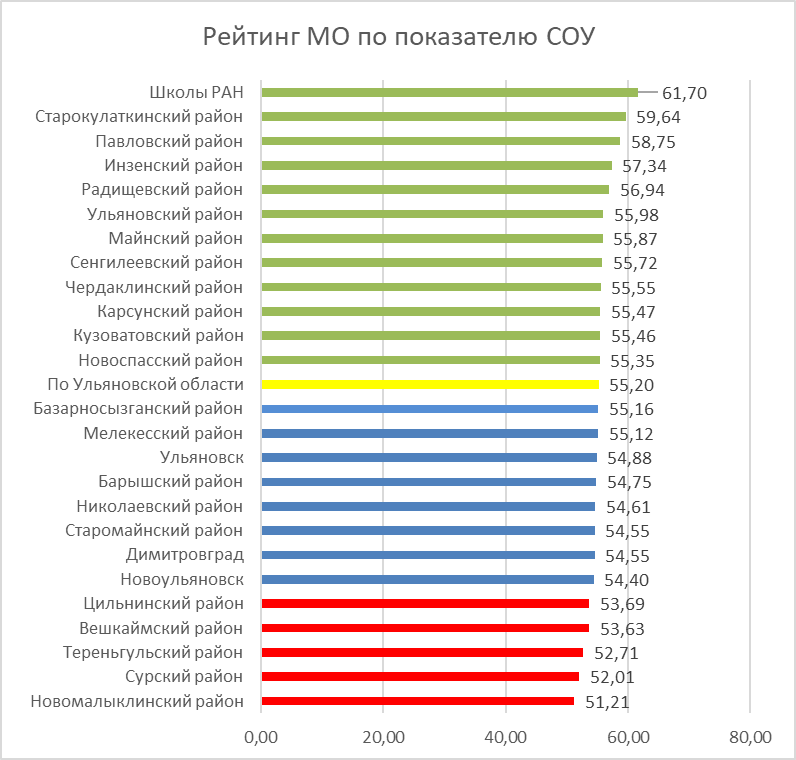 Рейтинг МО по показателю СОУ
Школы РАН 61,70
Старокулаткинский район 59,64
Павловский район 58,75
Инзенский район 57,34
Радищевский район 56,94
Ульяновский район 55,98
Майнский район 55,87
Сенгилеевский район 55,72
Чердаклинский район 55,55
Карсунский район 55,47
Кузоватовский район 55,46
Новоспасский район 55,35
По Ульяновской области 55,20
Базарносызганский район 55,16
Мелекесский район 55,12
Ульяновск 54,88
Барышский район 54,75
Николаевский район 54,61
Старомайнский район 54,55
Димитровград 54,55
Новоульяновск 54,40
Цильнинский район 53,69
Вешкаймский район 53,63
Тереньгульский район 52,71
Сурский район 52,01
Новомалыклинский район 51,21
0,00 20,00 40,00 60,00 80,00